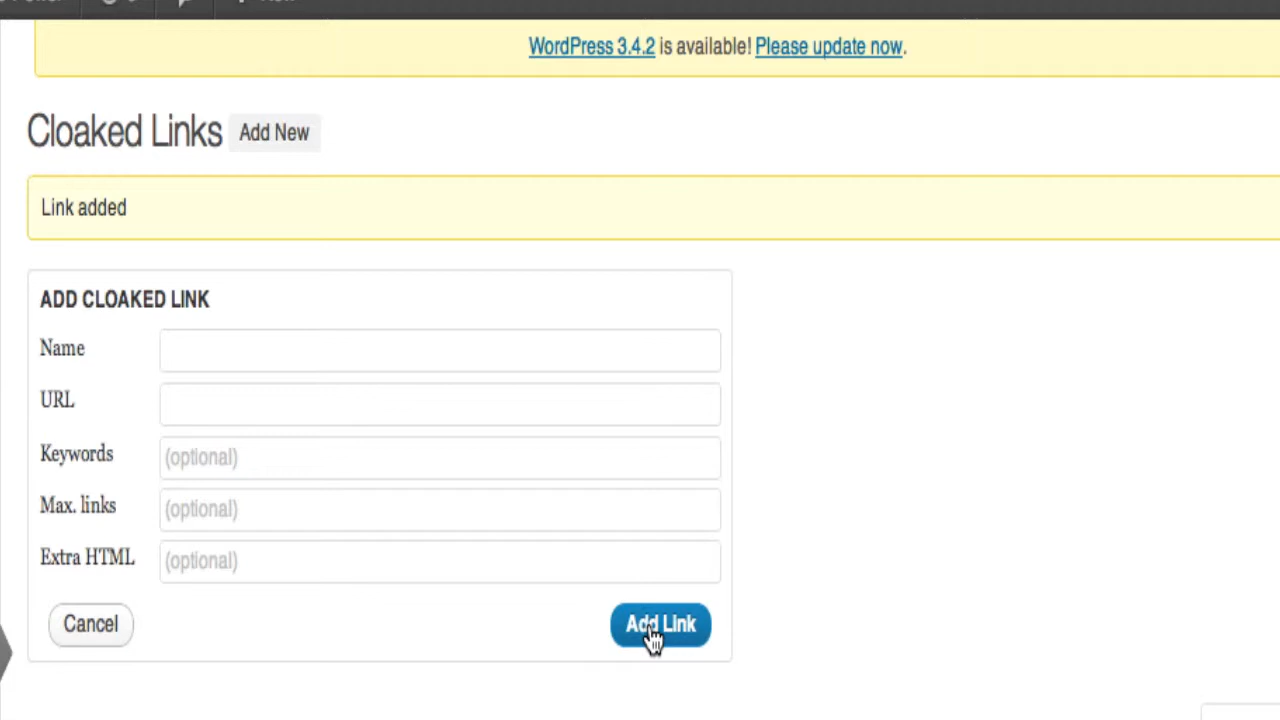 WordPress 3.4.2 is available! Please update now.
Cloaked Links Add New
Link added
ADD CLOAKED LINK
Name
URL
Keywords (optional)
Max. links (optional)
Extra HTML (optional)
Cancel Add Link